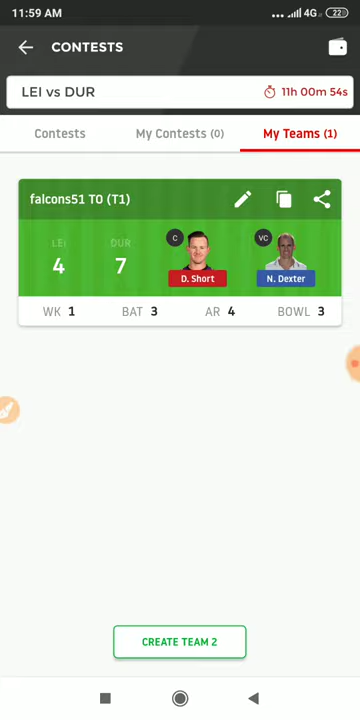 11:59 AM ... 4G 22
CONTESTS
LEI vs DUR 11h 00m 54s
Contests My Contests (0) My Teams (1)
falcons51 TO (T1)
LEI DUR C VC
4 7
D. Short N. Dexter
WK 1 BAT 3 AR 4 BOWL 3
CREATE TEAM 2